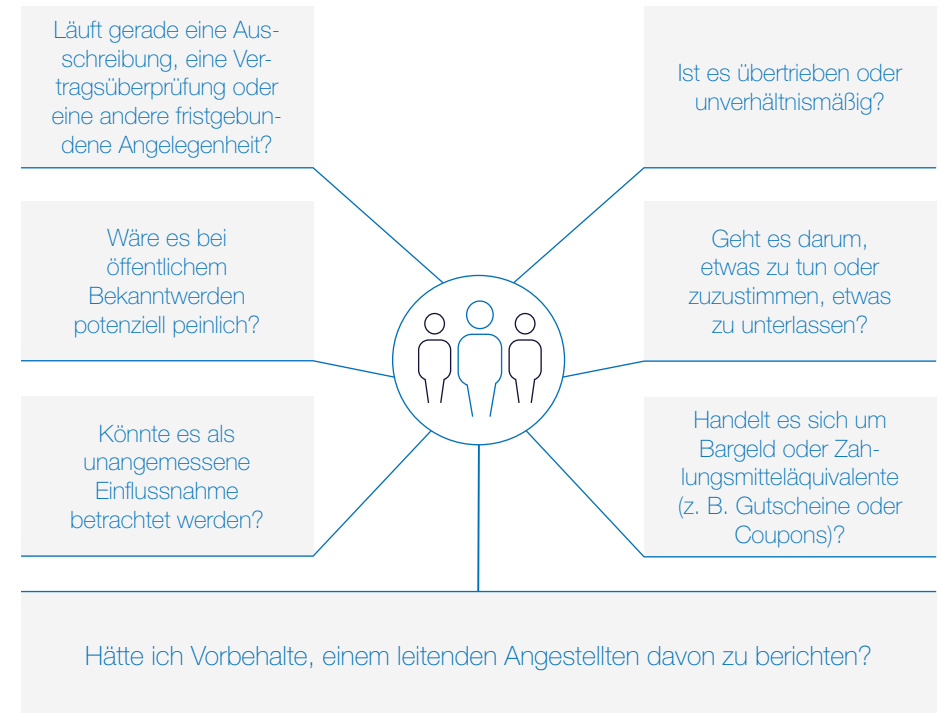 Läuft gerade eine Aus-
schreibung, eine Ver-
tragsüberprüfung oder
eine andere fristgebun-
dene Angelegenheit?
Ist es übertrieben oder
unverhältnismäßig?
Wäre es bei
öffentlichem
Bekanntwerden
potenziell peinlich?
Geht es darum,
etwas zu tun oder
zuzustimmen, etwas
zu unterlassen?
Könnte es als
unangemessene
Einflussnahme
betrachtet werden?
Handelt es sich um
Bargeld oder Zah-
lungsmitteläquivalente
(z. B. Gutscheine oder
Coupons)?
Hätte ich Vorbehalte, einem leitenden Angestellten davon zu berichten?